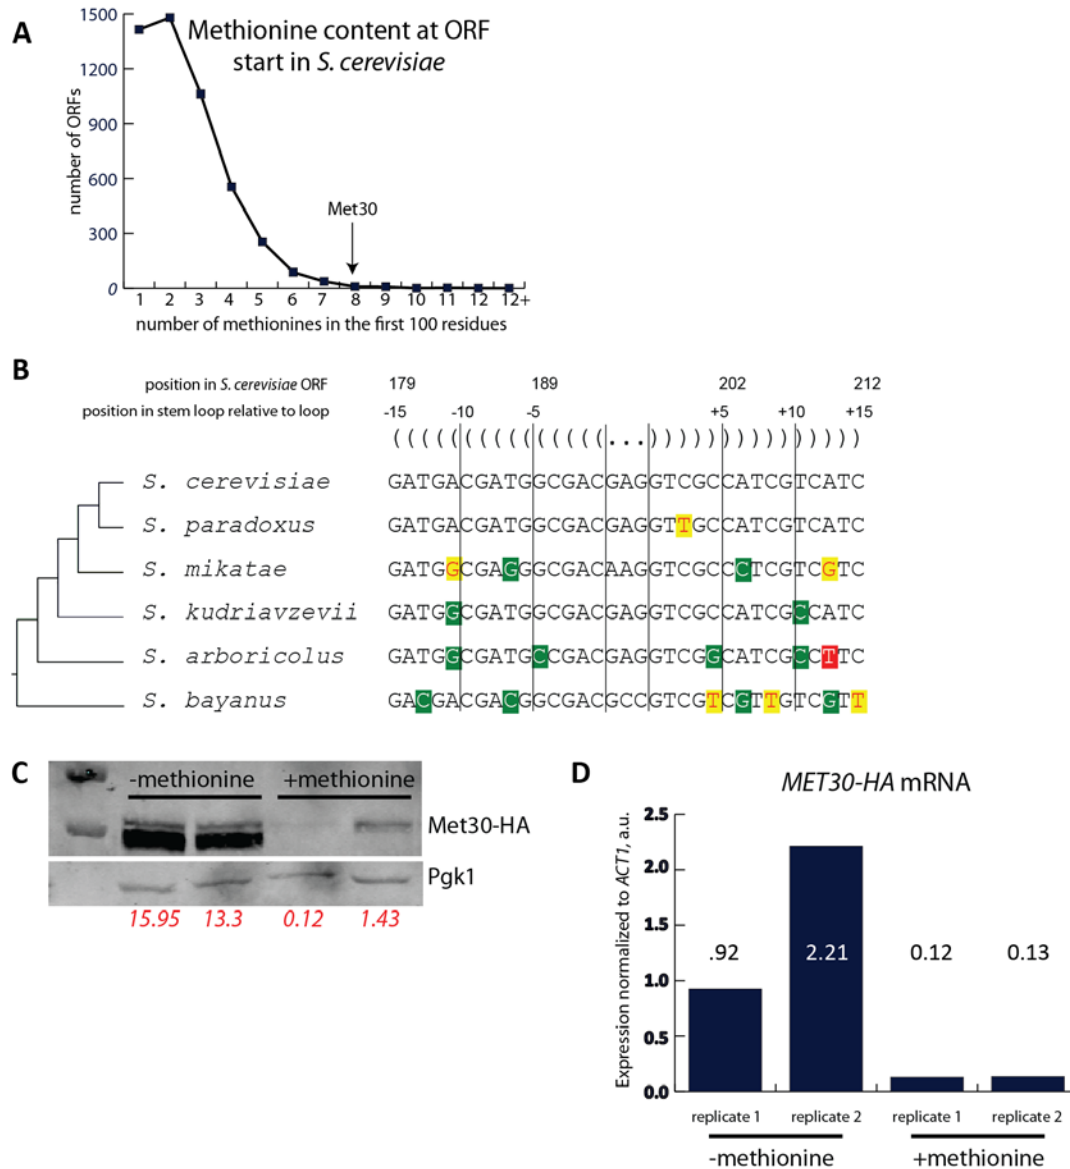 A
Methionine content at ORF
start in S. cerevisiae
1500
1200
900
600
300
0
number of ORFs
Met30
1 2 3 4 5 6 7 8 9 10 11 12 12+
number of methionines in the first 100 residues
B
position in S. cerevisiae ORF 179 189 202 212
position in stem loop relative to loop -15 -10 -5 +5 +10 +15
(((((((((((((((...)))))))))))))))
S. cerevisiae GATGACGATGGCGACGAGGTCGCCATCGTCATC
S. paradoxus GATGACGATGGCGACGAGGTTGCCATCGTCATC
S. mikatae GATGGCGAGGGCGACAAGGTCGCCCTCGTCGTC
S. kudriavzevii GATGGCGATGGCGACGAGGTCGCCATCGCCATC
S. arboricolus GATGGCGATGCCGACGAGGTCGGCATCGCCTTC
S. bayanus GACGACGACGGCGACGCCGTCGTCGTTGTCGTT
C
-methionine +methionine
Met30-HA
Pgk1
15.95 13.3 0.12 1.43
D
MET30-HA mRNA
Expression normalized to ACT1, a.u.
2.5
2.0
1.5
1.0
0.5
0.0
.92 2.21 0.12 0.13
replicate 1 replicate 2 replicate 1 replicate 2
-methionine +methionine